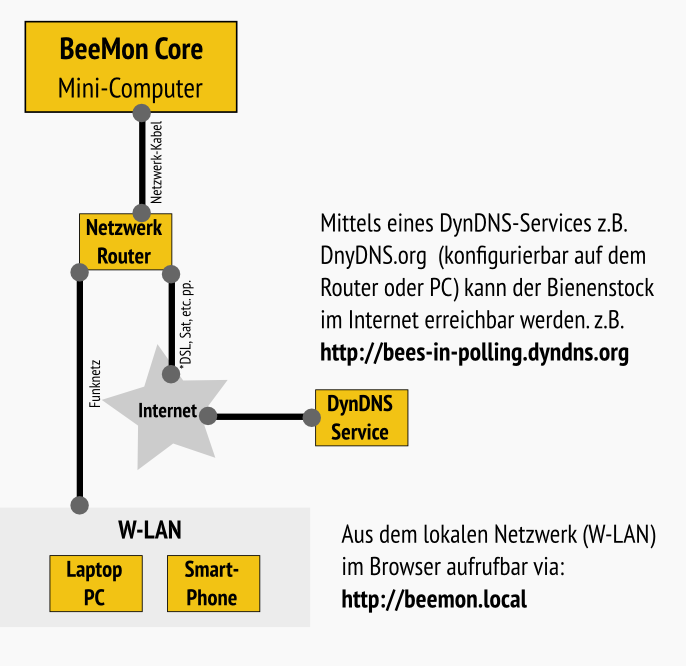 BeeMon Core
Mini-Computer
Netzwerk-Kabel
Netzwerk
Router
Mittels eines DynDNS-Services z.B.
DnyDNS.org (konfigurierbar auf dem
Router oder PC) kann der Bienenstock
im Internet erreichbar werden. z.B.
http://bees-in-polling.dyndns.org
*DSL, Sat, etc. pp.
Funknetz
Internet
DynDNS
Service
W-LAN
Laptop
PC
Smart-
Phone
Aus dem lokalen Netzwerk (W-LAN)
im Browser aufrufbar via:
http://beemon.local